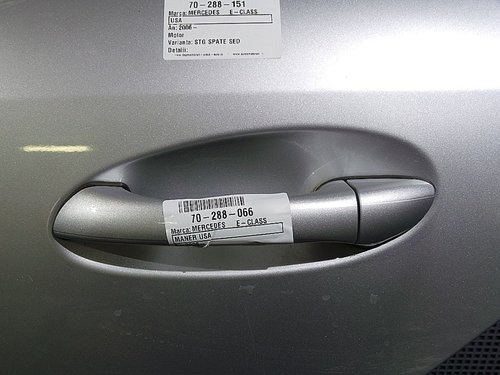 70-288-151
Marca: MERCEDES E-CLASS
USA
An: 2006 -
Motor
Varianta: STG SPATE SED
Detalii:
70-288-066
Marca: MERCEDES E-CLASS
MANER USA